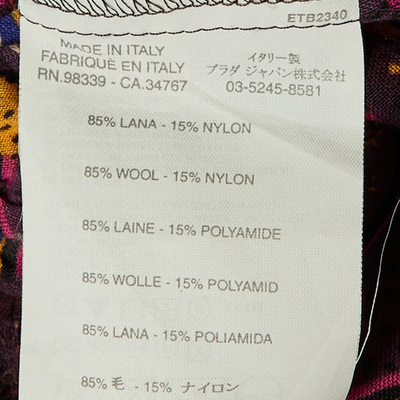 ETB2340
MADE IN ITALY
FABRIQUÉ EN ITALY
RN.98339 - CA.34767
イタリー製
プラダ ジャパン株式会社
03-5245-8581
85% LANA - 15% NYLON
85% WOOL - 15% NYLON
85% LAINE - 15% POLYAMIDE
85% WOLLE - 15% POLYAMID
85% LANA - 15% POLIAMIDA
85% 毛 - 15% ナイロン